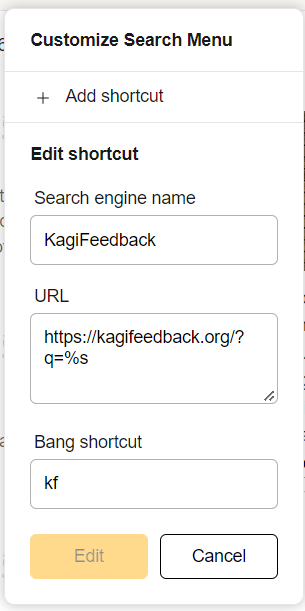 Customize Search Menu
+ Add shortcut
Edit shortcut
Search engine name
KagiFeedback
URL
https://kagifeedback.org/?
q=%s
Bang shortcut
kf
Edit
Cancel